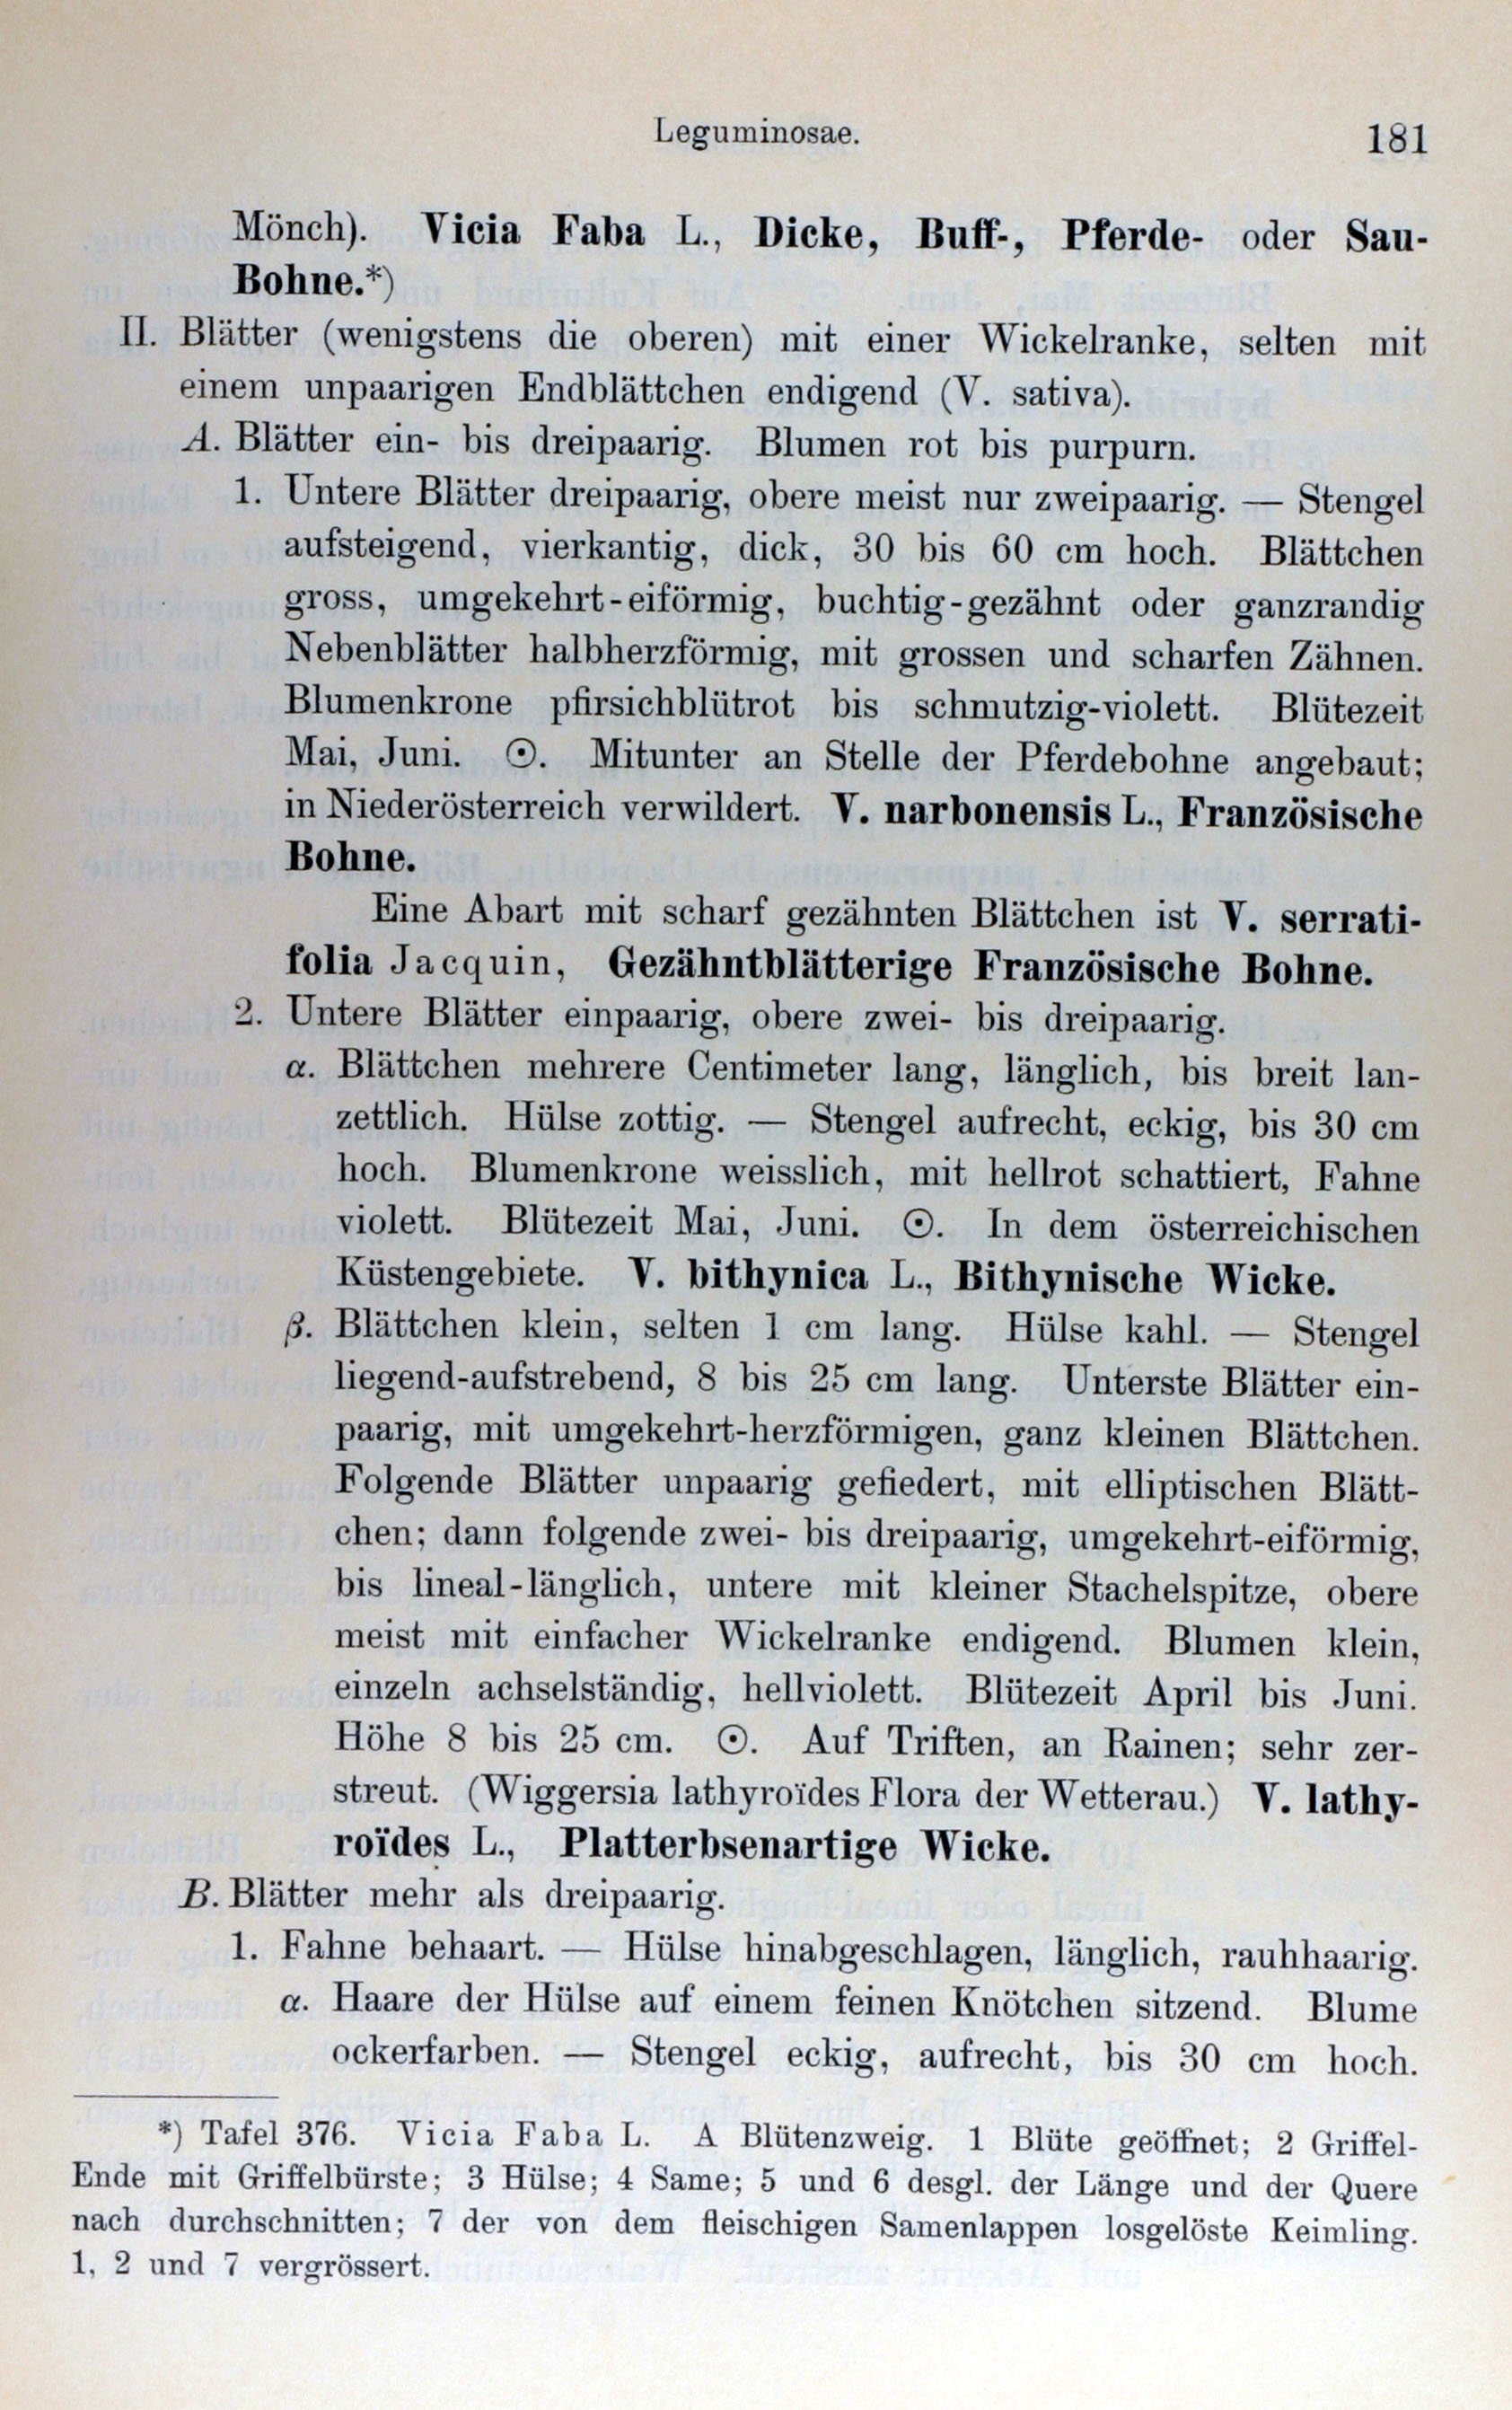 Leguminosae.
181
Mönch). Vicia Faba L., Dicke, Buff-, Pferde- oder Sau-
Bohne.*)
II. Blätter (wenigstens die oberen) mit einer Wickelranke, selten mit
einem unpaarigen Endblättchen endigend (V. sativa).
A. Blätter ein- bis dreipaarig. Blumen rot bis purpurn.
1. Untere Blätter dreipaarig, obere meist nur zweipaarig. — Stengel
aufsteigend, vierkantig, dick, 30 bis 60 cm hoch. Blättchen
gross, umgekehrt-eiförmig, buchtig-gezähnt oder ganzrandig
Nebenblätter halbherzförmig, mit grossen und scharfen Zähnen.
Blumenkrone pfirsichblütrot bis schmutzig-violett. Blütezeit
Mai, Juni. ⊙. Mitunter an Stelle der Pferdebohne angebaut;
in Niederösterreich verwildert. V. narbonensis L., Französische
Bohne.
Eine Abart mit scharf gezähnten Blättchen ist V. serrati-
folia Jacquin, Gezähntblätterige Französische Bohne.
2. Untere Blätter einpaarig, obere zwei- bis dreipaarig.
α. Blättchen mehrere Centimeter lang, länglich, bis breit lan-
zettlich. Hülse zottig. — Stengel aufrecht, eckig, bis 30 cm
hoch. Blumenkrone weisslich, mit hellrot schattiert, Fahne
violett. Blütezeit Mai, Juni. ⊙. In dem österreichischen
Küstengebiete. V. bithynica L., Bithynische Wicke.
β. Blättchen klein, selten 1 cm lang. Hülse kahl. — Stengel
liegend-aufstrebend, 8 bis 25 cm lang. Unterste Blätter ein-
paarig, mit umgekehrt-herzförmigen, ganz kleinen Blättchen.
Folgende Blätter unpaarig gefiedert, mit elliptischen Blätt-
chen; dann folgende zwei- bis dreipaarig, umgekehrt-eiförmig,
bis lineal-länglich, untere mit kleiner Stachelspitze, obere
meist mit einfacher Wickelranke endigend. Blumen klein,
einzeln achselständig, hellviolett. Blütezeit April bis Juni.
Höhe 8 bis 25 cm. ⊙. Auf Triften, an Rainen; sehr zer-
streut. (Wiggersia lathyroïdes Flora der Wetterau.) V. lathy-
roïdes L., Platterbsenartige Wicke.
B. Blätter mehr als dreipaarig.
1. Fahne behaart. — Hülse hinabgeschlagen, länglich, rauhhaarig.
α. Haare der Hülse auf einem feinen Knötchen sitzend. Blume
ockerfarben. — Stengel eckig, aufrecht, bis 30 cm hoch.
*) Tafel 376. Vicia Faba L. A Blütenzweig. 1 Blüte geöffnet; 2 Griffel-
Ende mit Griffelbürste; 3 Hülse; 4 Same; 5 und 6 desgl. der Länge und der Quere
nach durchschnitten; 7 der von dem fleischigen Samenlappen losgelöste Keimling.
1, 2 und 7 vergrössert.